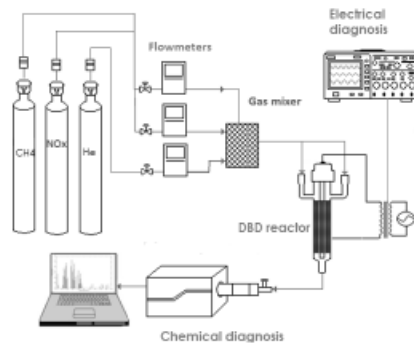 Electrical
diagnosis
Flowmeters
Gas mixer
CH4
NOx
He
DBD reactor
Chemical diagnosis